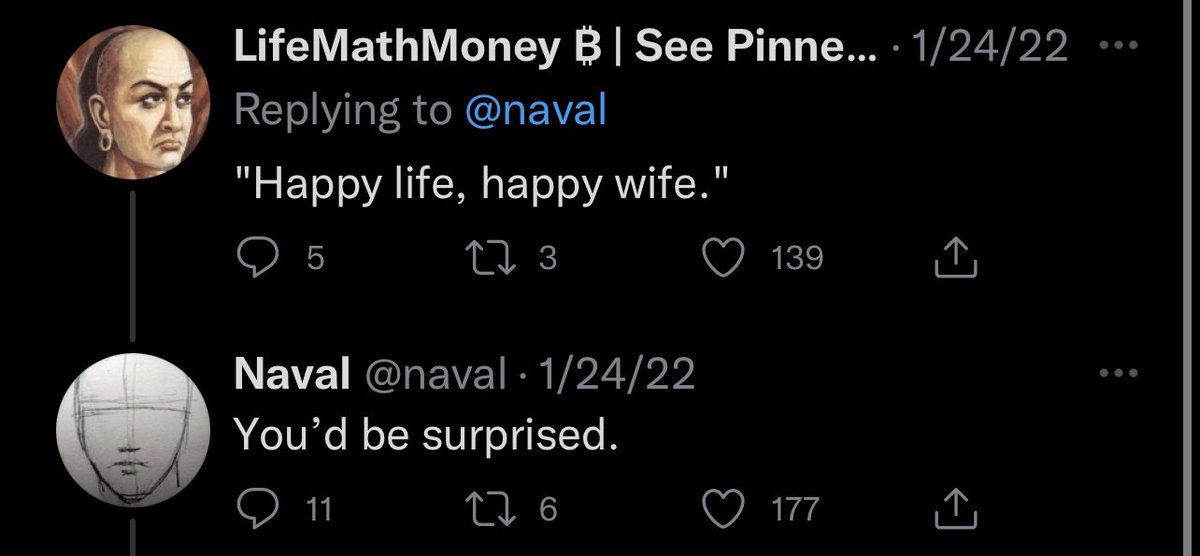 LifeMathMoney ₿ | See Pinne... · 1/24/22 •••
Replying to @naval
"Happy life, happy wife."
5 3 139
Naval @naval · 1/24/22 •••
You’d be surprised.
11 6 177